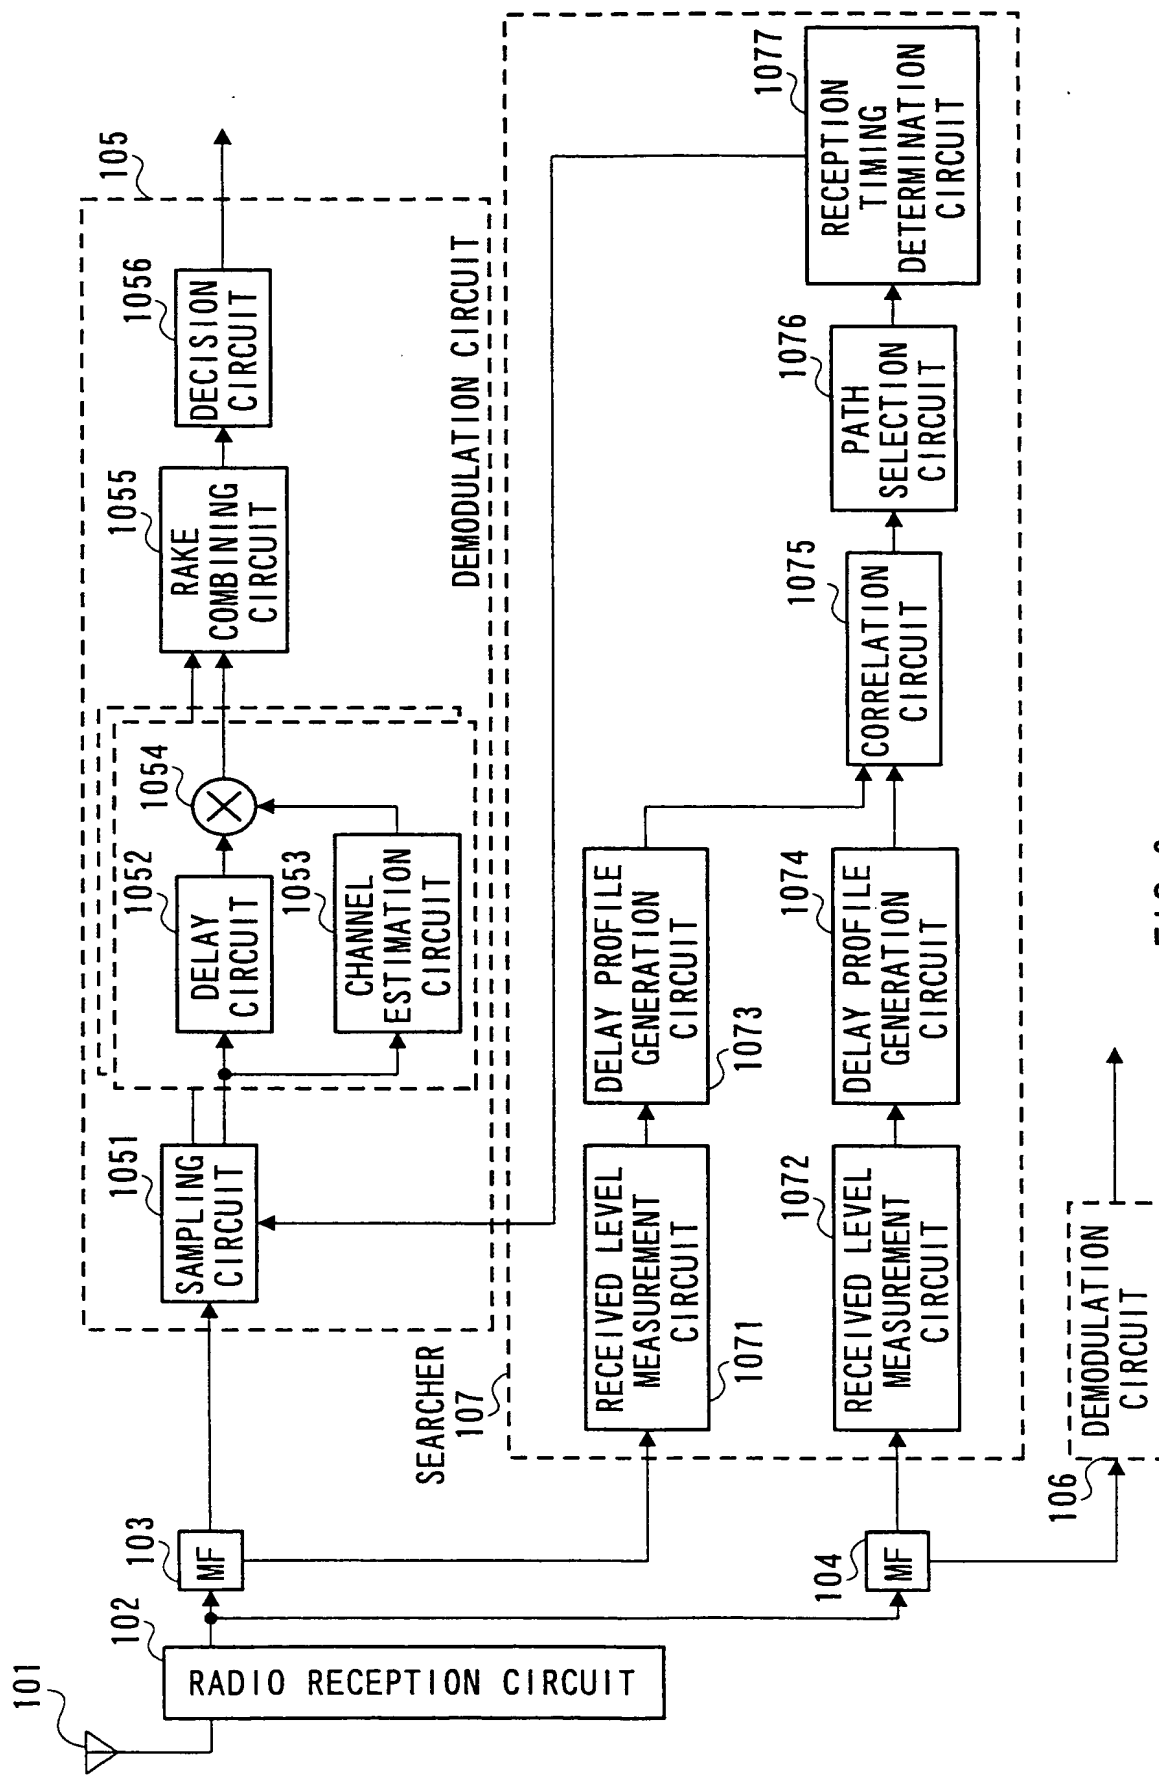 101
102
RADIO RECEPTION CIRCUIT
103
MF
104
MF
105
DEMODULATION CIRCUIT
1051
SAMPLING
CIRCUIT
1052
DELAY
CIRCUIT
1053
CHANNEL
ESTIMATION
CIRCUIT
1054
1055
RAKE
COMBINING
CIRCUIT
1056
DECISION
CIRCUIT
SEARCHER
107
RECEIVED LEVEL
MEASUREMENT
CIRCUIT
1071
1072
RECEIVED LEVEL
MEASUREMENT
CIRCUIT
DELAY PROFILE
GENERATION
CIRCUIT
1073
1074
DELAY PROFILE
GENERATION
CIRCUIT
1075
CORRELATION
CIRCUIT
1076
PATH
SELECTION
CIRCUIT
1077
RECEPTION
TIMING
DETERMINATION
CIRCUIT
106
DEMODULATION
CIRCUIT